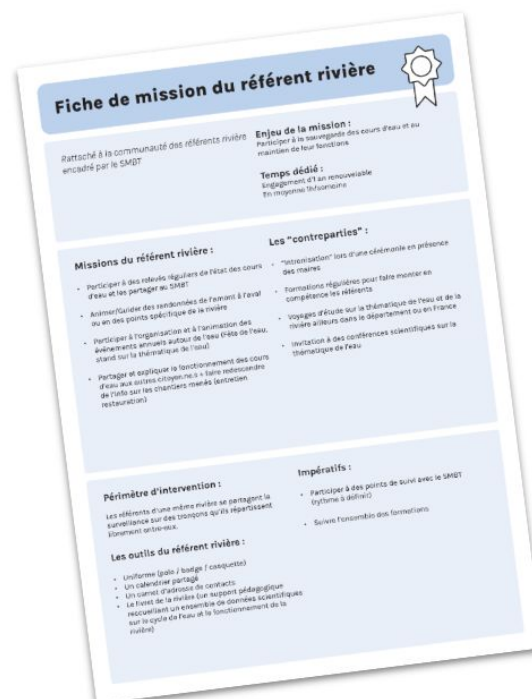 Fiche de mission du référent rivière
Rattaché à la communauté des référents rivière
encadré par le SMBT
Enjeu de la mission :
Participer à la sauvegarde des cours d'eau et au
maintien de leur fonctions
Temps dédié :
Engagement d'1 an renouvelable
En moyenne 1h/semaine
Missions du référent rivière :
• Participer à des relevés réguliers de l'état des cours
d'eau et les partager au SMBT
• Animer/Guider des randonnées de l'amont à l'aval
ou en des points spécifique de la rivière
• Participer à l'organisation et à l'animation des
événements annuels autour de l'eau (Fête de l'eau,
stand sur la thématique de l'eau)
• Partager et expliquer le fonctionnement des cours
d'eau aux autres citoyen.ne.s + faire redescendre
de l'info sur les chantiers menés (entretien
restauration)
Les "contreparties" :
• "Intronisation" lors d'une cérémonie en présence
des maires
• Formations régulières pour faire monter en
compétence les référents
• Voyages d'étude sur la thématique de l'eau et de la
rivière ailleurs dans le département ou en France
• Invitation à des conférences scientifiques sur la
thématique de l'eau
Périmètre d'intervention :
Les référents d'une même rivière se partagent la
surveillance sur des tronçons qu'ils répartissent
librement entre-eux.
Les outils du référent rivière :
• Uniforme (polo / badge / casquette)
• Un calendrier partagé
• Un carnet d'adresse de contacts
• Le livret de la rivière (un support pédagogique
recueillant un ensemble de données scientifiques
sur le cycle de l'eau et le fonctionnement de la
rivière)
Impératifs :
• Participer à des points de suivi avec le SMBT
(rythme à définir)
• Suivre l'ensemble des formations